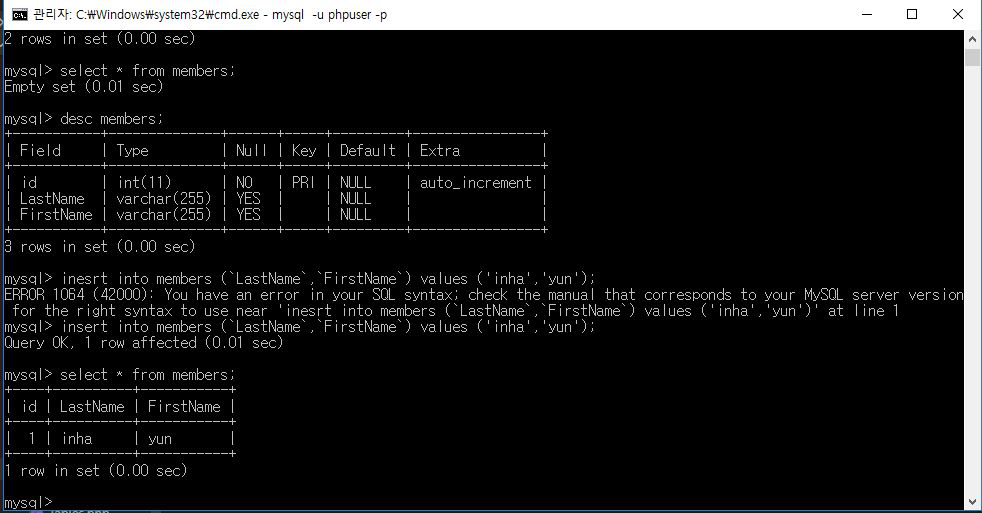 관리자: C:\Windows\system32\cmd.exe - mysql  -u phpuser -p
2 rows in set (0.00 sec)
mysql> select * from members;
Empty set (0.01 sec)
mysql> desc members;
+-----------+--------------+------+-----+---------+----------------+
| Field     | Type         | Null | Key | Default | Extra          |
+-----------+--------------+------+-----+---------+----------------+
| id        | int(11)      | NO   | PRI | NULL    | auto_increment |
| LastName  | varchar(255) | YES  |     | NULL    |                |
| FirstName | varchar(255) | YES  |     | NULL    |                |
+-----------+--------------+------+-----+---------+----------------+
3 rows in set (0.00 sec)
mysql> inesrt into members (`LastName`,`FirstName`) values ('inha','yun');
ERROR 1064 (42000): You have an error in your SQL syntax; check the manual that corresponds to your MySQL server version
 for the right syntax to use near 'inesrt into members (`LastName`,`FirstName`) values ('inha','yun')' at line 1
mysql> insert into members (`LastName`,`FirstName`) values ('inha','yun');
Query OK, 1 row affected (0.01 sec)
mysql> select * from members;
+----+----------+-----------+
| id | LastName | FirstName |
+----+----------+-----------+
|  1 | inha     | yun       |
+----+----------+-----------+
1 row in set (0.00 sec)
mysql>